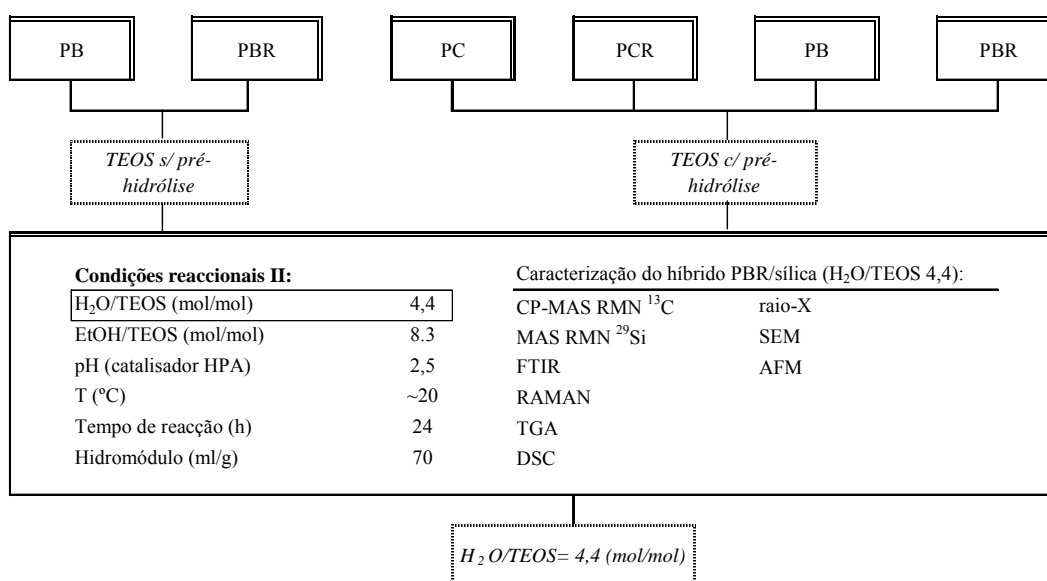 PB PBR PC PCR PB PBR
TEOS s/ pré-
hidrólise
TEOS c/ pré-
hidrólise
Condições reaccionais II:
H₂O/TEOS (mol/mol) 4,4
EtOH/TEOS (mol/mol) 8.3
pH (catalisador HPA) 2,5
T (ºC) ~20
Tempo de reacção (h) 24
Hidromódulo (ml/g) 70
Caracterização do híbrido PBR/sílica (H₂O/TEOS 4,4):
CP-MAS RMN ¹³C raio-X
MAS RMN ²⁹Si SEM
FTIR AFM
RAMAN
TGA
DSC
H₂O/TEOS= 4,4 (mol/mol)